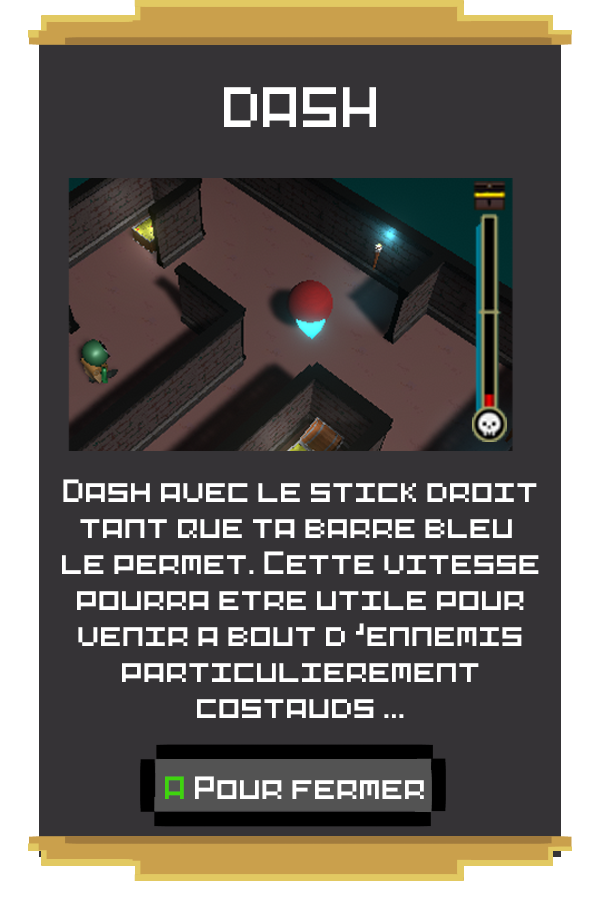 DASH
DASH AVEC LE STICK DROIT
TANT QUE TA BARRE BLEU
LE PERMET. CETTE VITESSE
POURRA ETRE UTILE POUR
VENIR A BOUT D 'ENNEMIS
PARTICULIEREMENT
COSTAUDS ...
A POUR FERMER